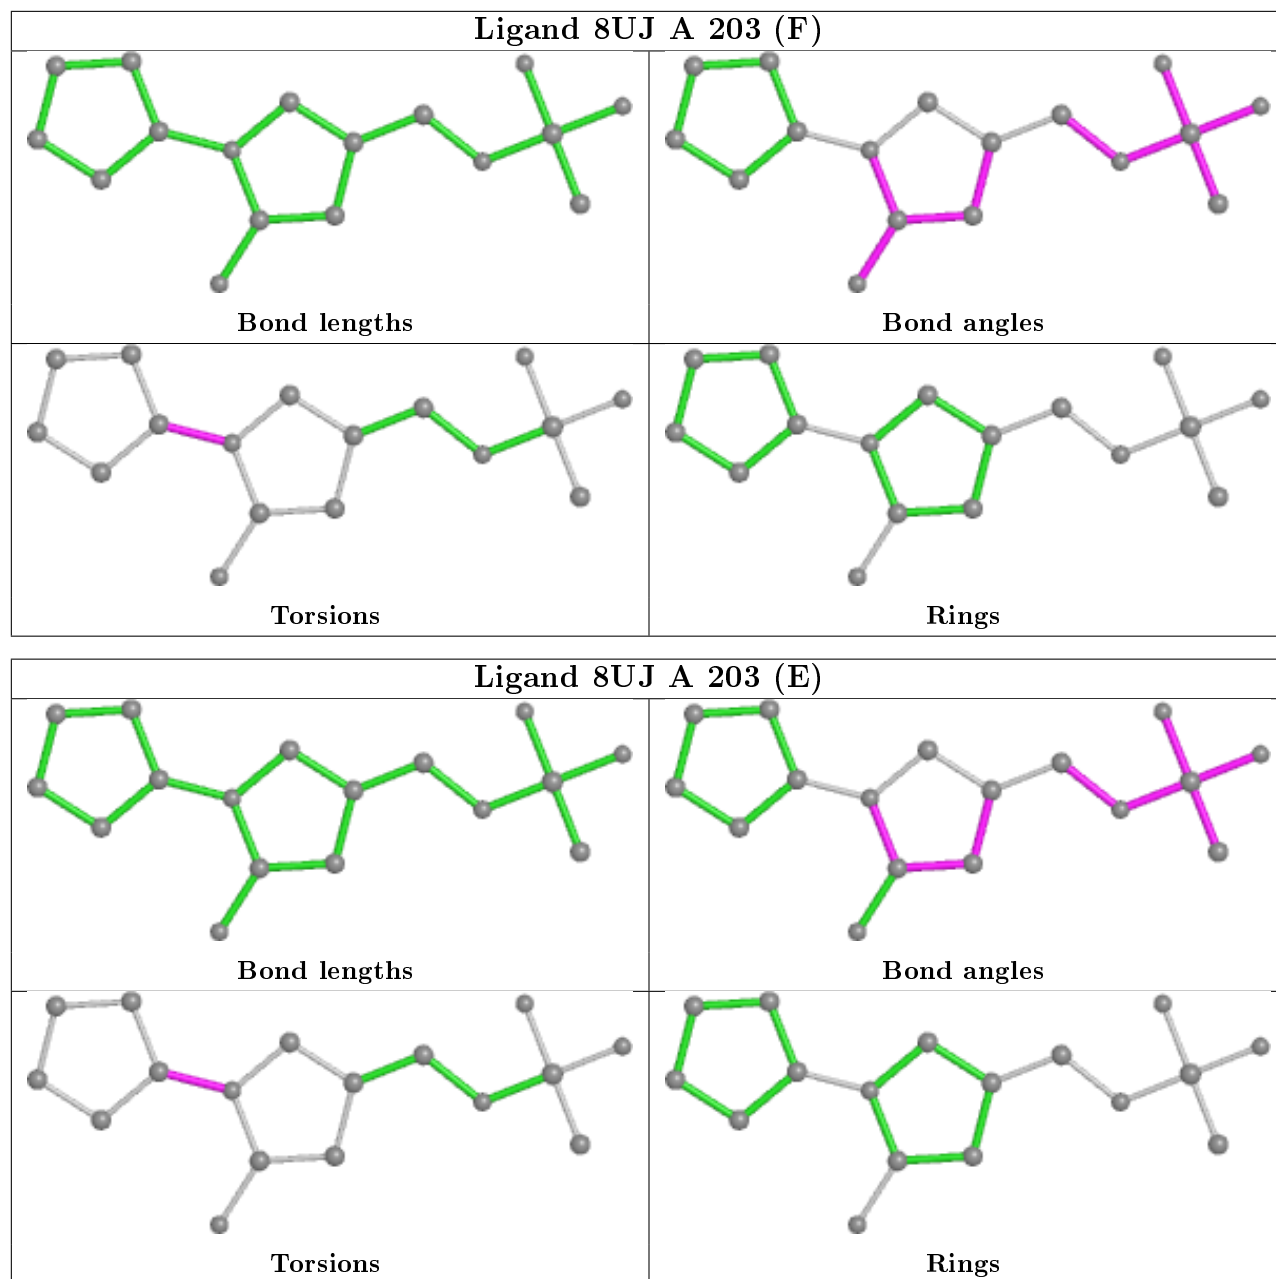 Ligand 8UJ A 203 (F)
Bond lengths
Bond angles
Torsions
Rings
Ligand 8UJ A 203 (E)
Bond lengths
Bond angles
Torsions
Rings